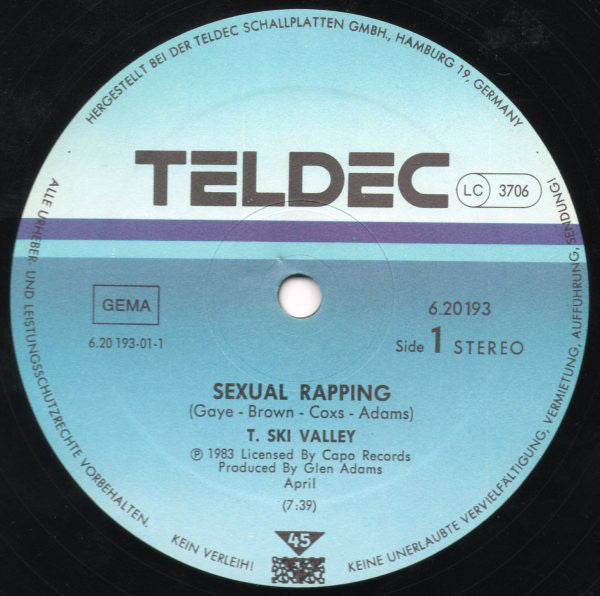 HERGESTELLT BEI DER TELDEC SCHALLPLATTEN GMBH., HAMBURG 19, GERMANY
TELDEC
LC 3706
GEMA
6.20193
6.20 193-01-1
Side 1 STEREO
SEXUAL RAPPING
(Gaye - Brown - Coxs - Adams)
T. SKI VALLEY
℗ 1983 Licensed By Capo Records
Produced By Glen Adams
April
(7:39)
45
ALLE URHEBER- UND LEISTUNGSSCHUTZRECHTE VORBEHALTEN.
KEIN VERLEIH!
KEINE UNERLAUBTE VERVIELFÄLTIGUNG, VERMIETUNG, AUFFÜHRUNG, SENDUNG!